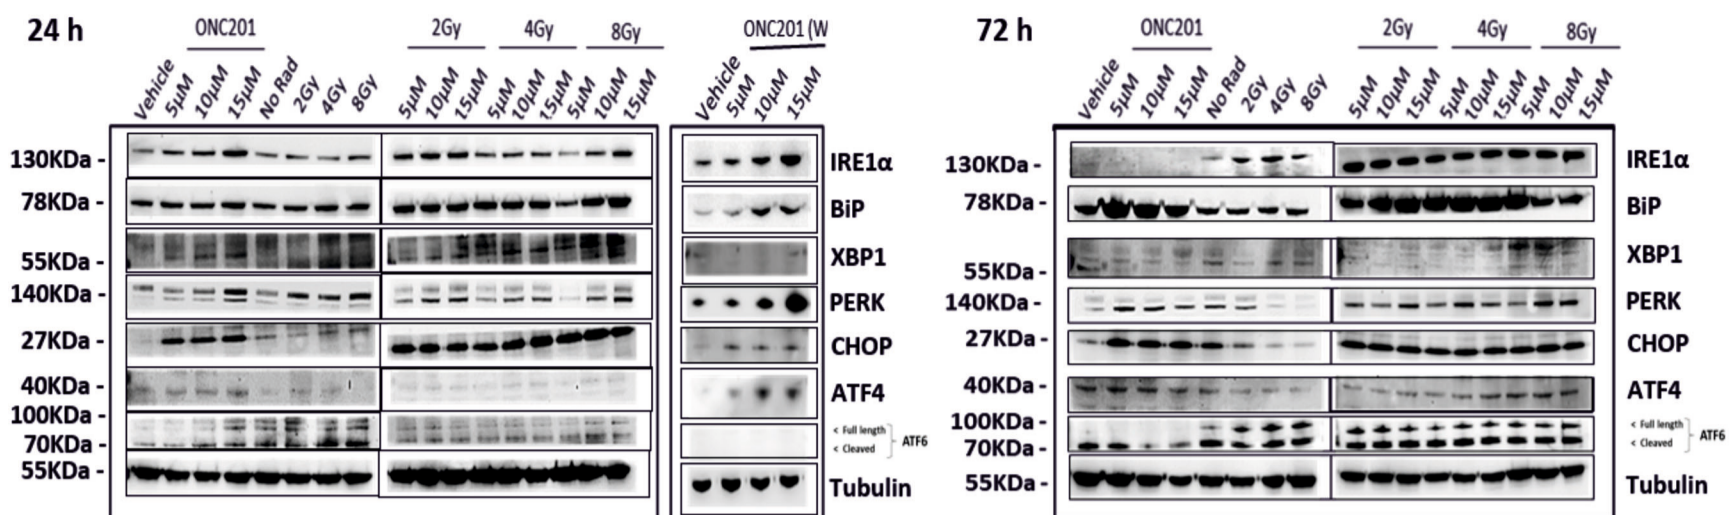 24 h
ONC201
2Gy 4Gy 8Gy
ONC201 (W
Vehicle 5µM 10µM 15µM No Rad 2Gy 4Gy 8Gy 5µM 10µM 15µM 5µM 10µM 15µM 5µM 10µM 15µM
Vehicle 5µM 10µM 15µM
130KDa - IRE1α
78KDa - BiP
55KDa - XBP1
140KDa - PERK
27KDa - CHOP
40KDa - ATF4
100KDa - < Full length
70KDa - < Cleaved
ATF6
55KDa - Tubulin
72 h
ONC201
2Gy 4Gy 8Gy
Vehicle 5µM 10µM 15µM No Rad 2Gy 4Gy 8Gy 5µM 10µM 15µM 5µM 10µM 15µM 5µM 10µM 15µM
130KDa - IRE1α
78KDa - BiP
55KDa - XBP1
140KDa - PERK
27KDa - CHOP
40KDa - ATF4
100KDa - < Full length
70KDa - < Cleaved
ATF6
55KDa - Tubulin